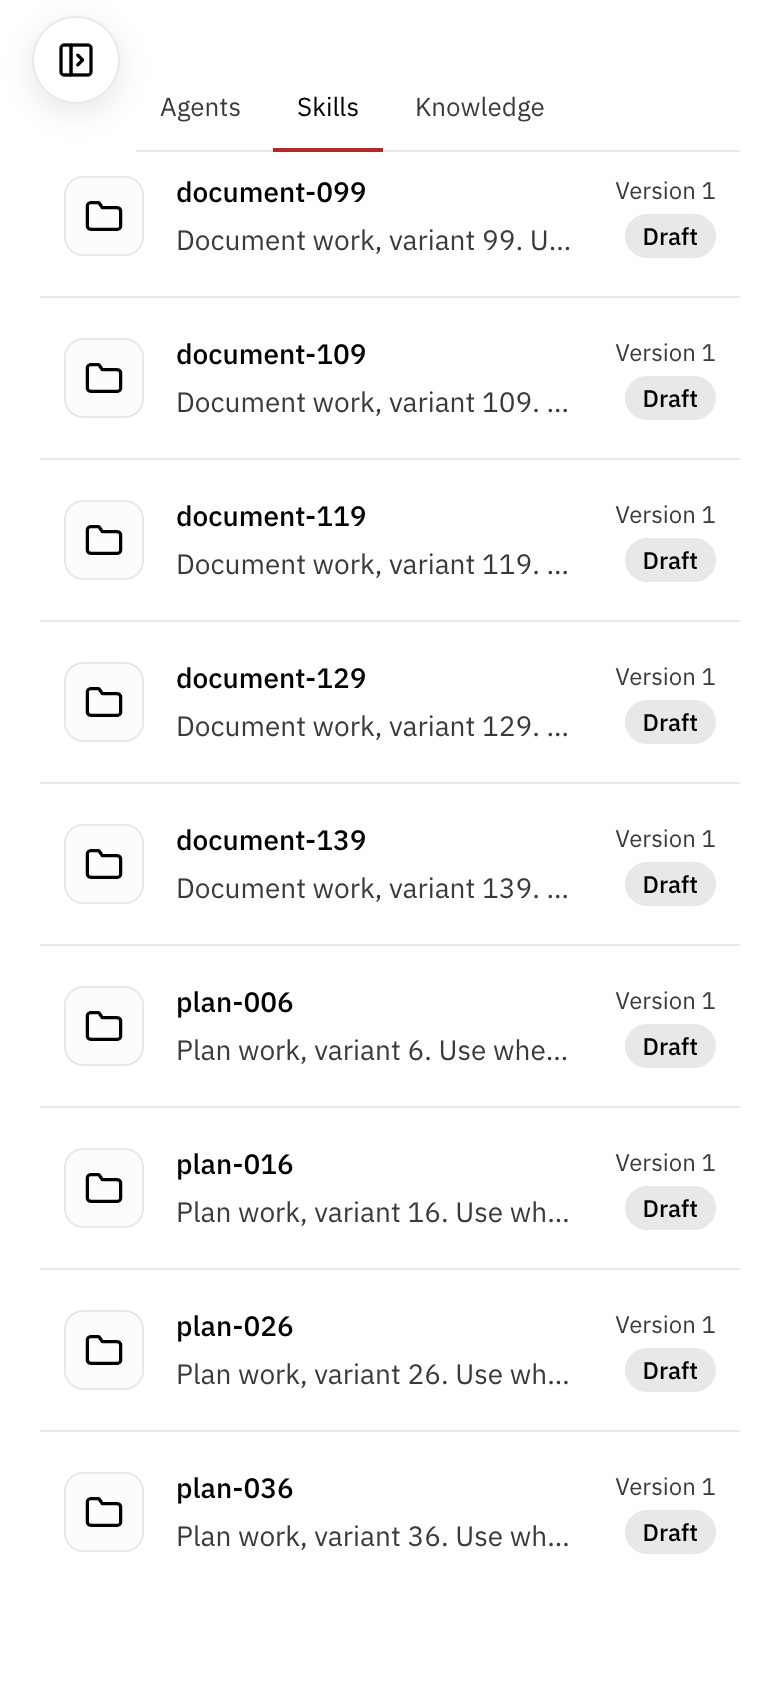 Agents Skills Knowledge
document-099 Version 1
Document work, variant 99. U... Draft
document-109 Version 1
Document work, variant 109. ... Draft
document-119 Version 1
Document work, variant 119. ... Draft
document-129 Version 1
Document work, variant 129. ... Draft
document-139 Version 1
Document work, variant 139. ... Draft
plan-006 Version 1
Plan work, variant 6. Use whe... Draft
plan-016 Version 1
Plan work, variant 16. Use wh... Draft
plan-026 Version 1
Plan work, variant 26. Use wh... Draft
plan-036 Version 1
Plan work, variant 36. Use wh... Draft